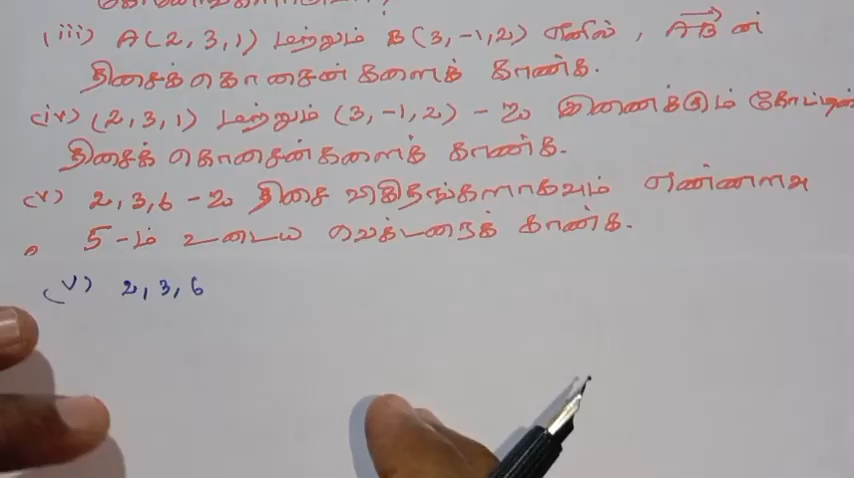 (iii) A(2, 3, 1) மற்றும் B(3, -1, 2) எனில், AB ன்
திசைக் கொசைன்களைக் காண்க.
(iv) (2, 3, 1) மற்றும் (3, -1, 2) - ஐ இணைக்கும் கோட்டின்
திசைக் கொசைன்களைக் காண்க.
(v) 2, 3, 6 - ஐ திசை விகிதங்களாகவும் எண்ணளவு
5 - ம் உடைய வெக்டரைக் காண்க.
(v) 2, 3, 6